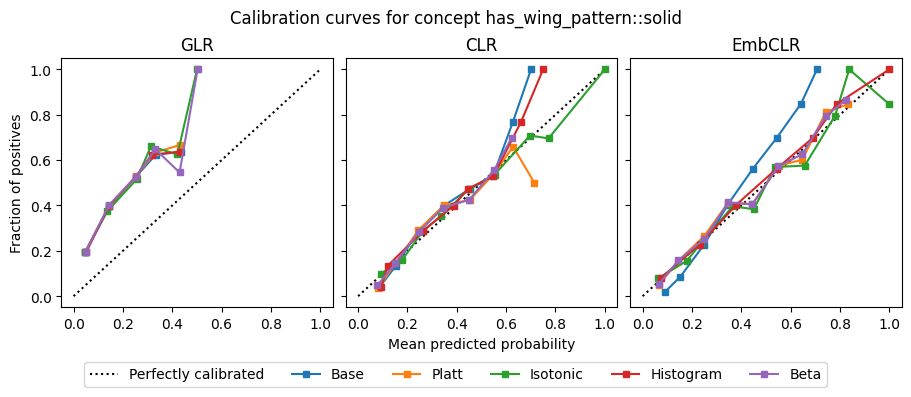 Calibration curves for concept has_wing_pattern::solid
GLR
CLR
EmbCLR
Fraction of positives
1.0
0.8
0.6
0.4
0.2
0.0
0.0 0.2 0.4 0.6 0.8 1.0
0.0 0.2 0.4 0.6 0.8 1.0
0.0 0.2 0.4 0.6 0.8 1.0
Mean predicted probability
Perfectly calibrated Base Platt Isotonic Histogram Beta